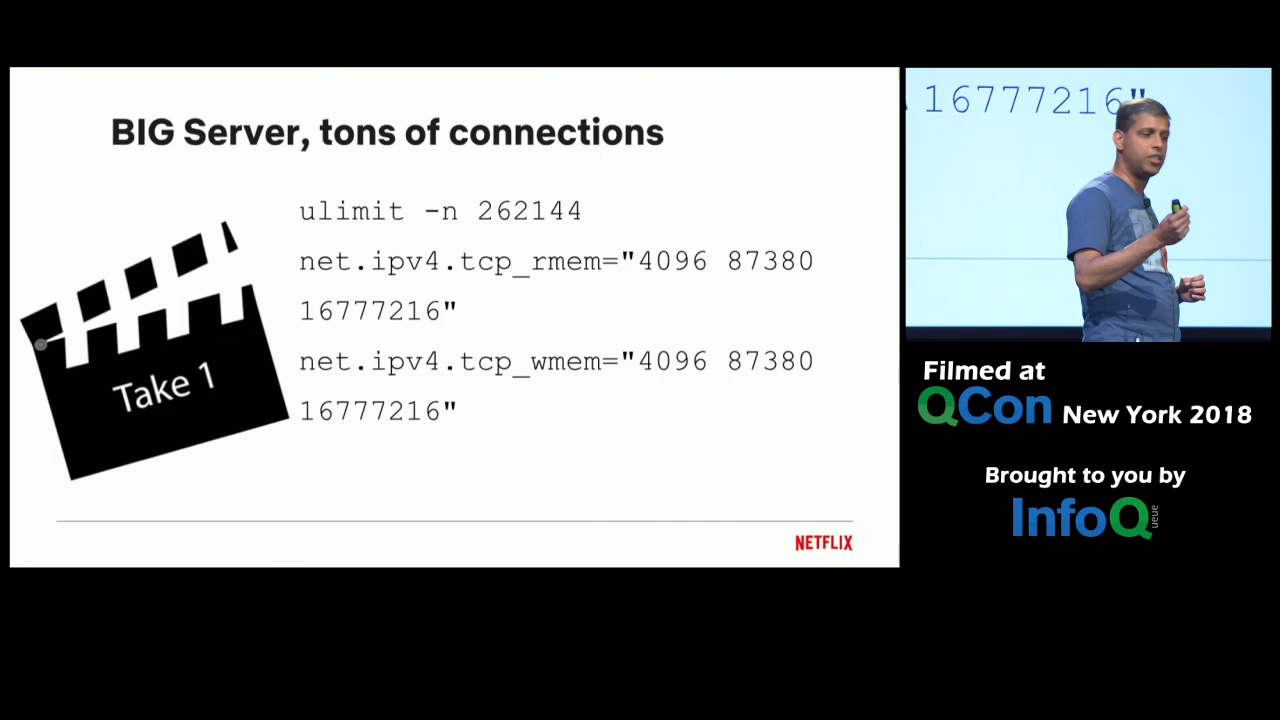 BIG Server, tons of connections
ulimit -n 262144
net.ipv4.tcp_rmem="4096 87380
16777216"
net.ipv4.tcp_wmem="4096 87380
16777216"
Take 1
NETFLIX
16777216"
Filmed at
QCon New York 2018
Brought to you by
InfoQueue